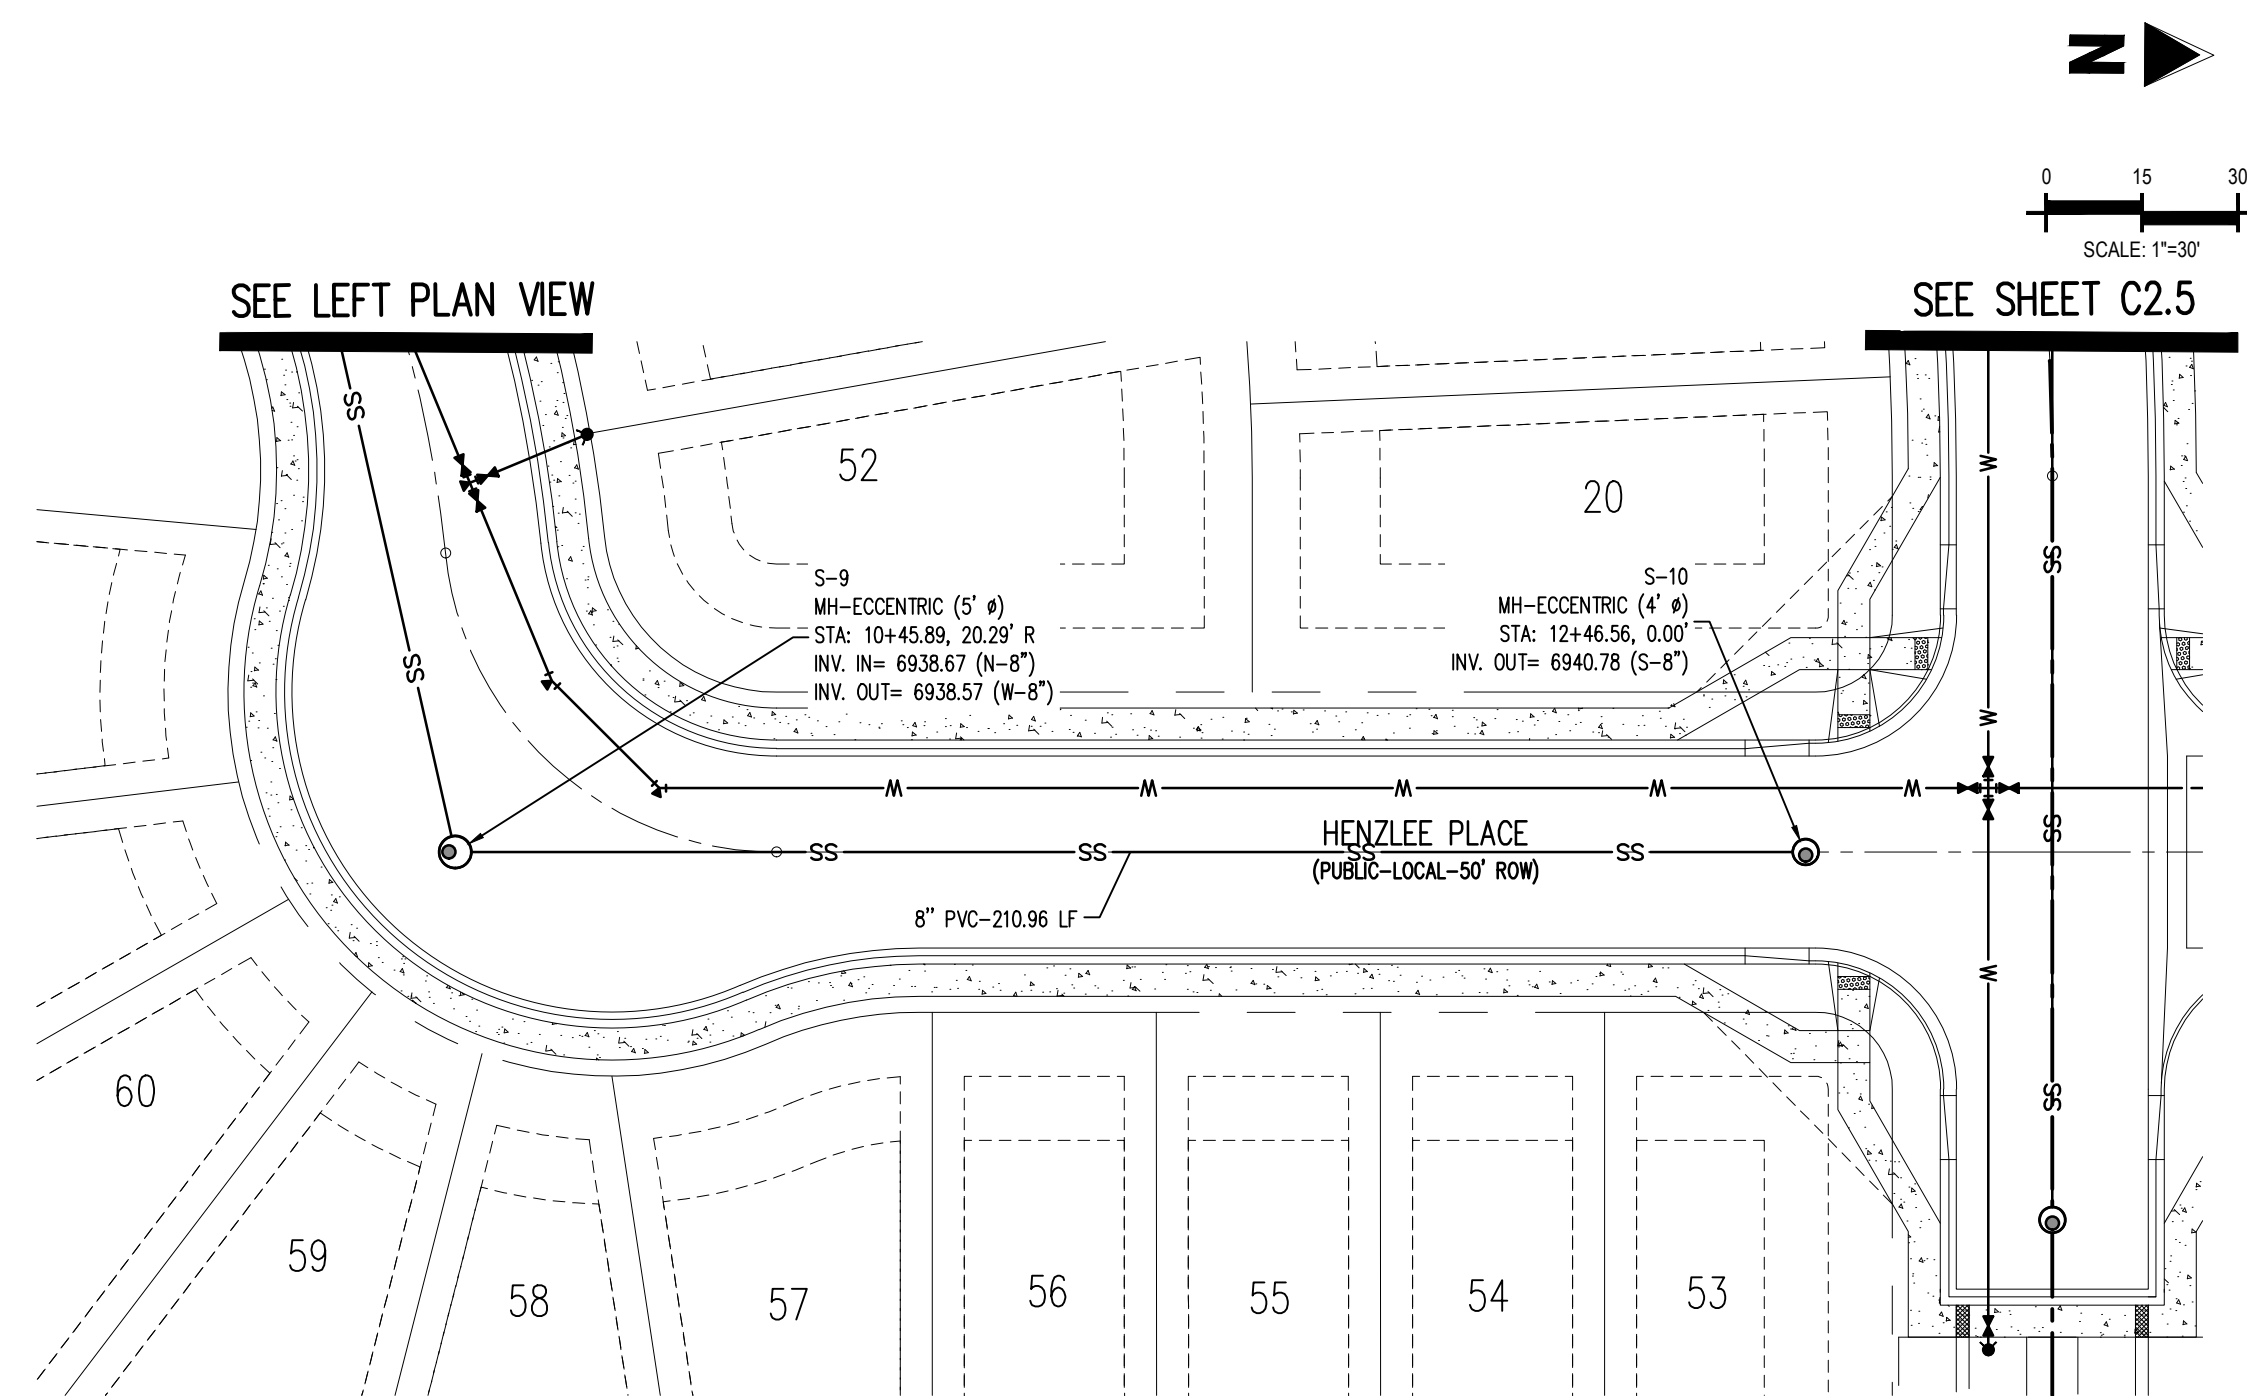 N
0 15 30
SCALE: 1"=30'
SEE LEFT PLAN VIEW
SEE SHEET C2.5
SS
52
20
W
SS
S-9
MH-ECCENTRIC (5' ø)
STA: 10+45.89, 20.29' R
INV. IN= 6938.67 (N-8")
INV. OUT= 6938.57 (W-8")
S-10
MH-ECCENTRIC (4' ø)
STA: 12+46.56, 0.00'
INV. OUT= 6940.78 (S-8")
SS
W
W W W W W
HENZLEE PLACE
SS SS SS SS
SS
(PUBLIC-LOCAL-50' ROW)
8" PVC-210.96 LF
W
60
SS
59
58
57
56
55
54
53